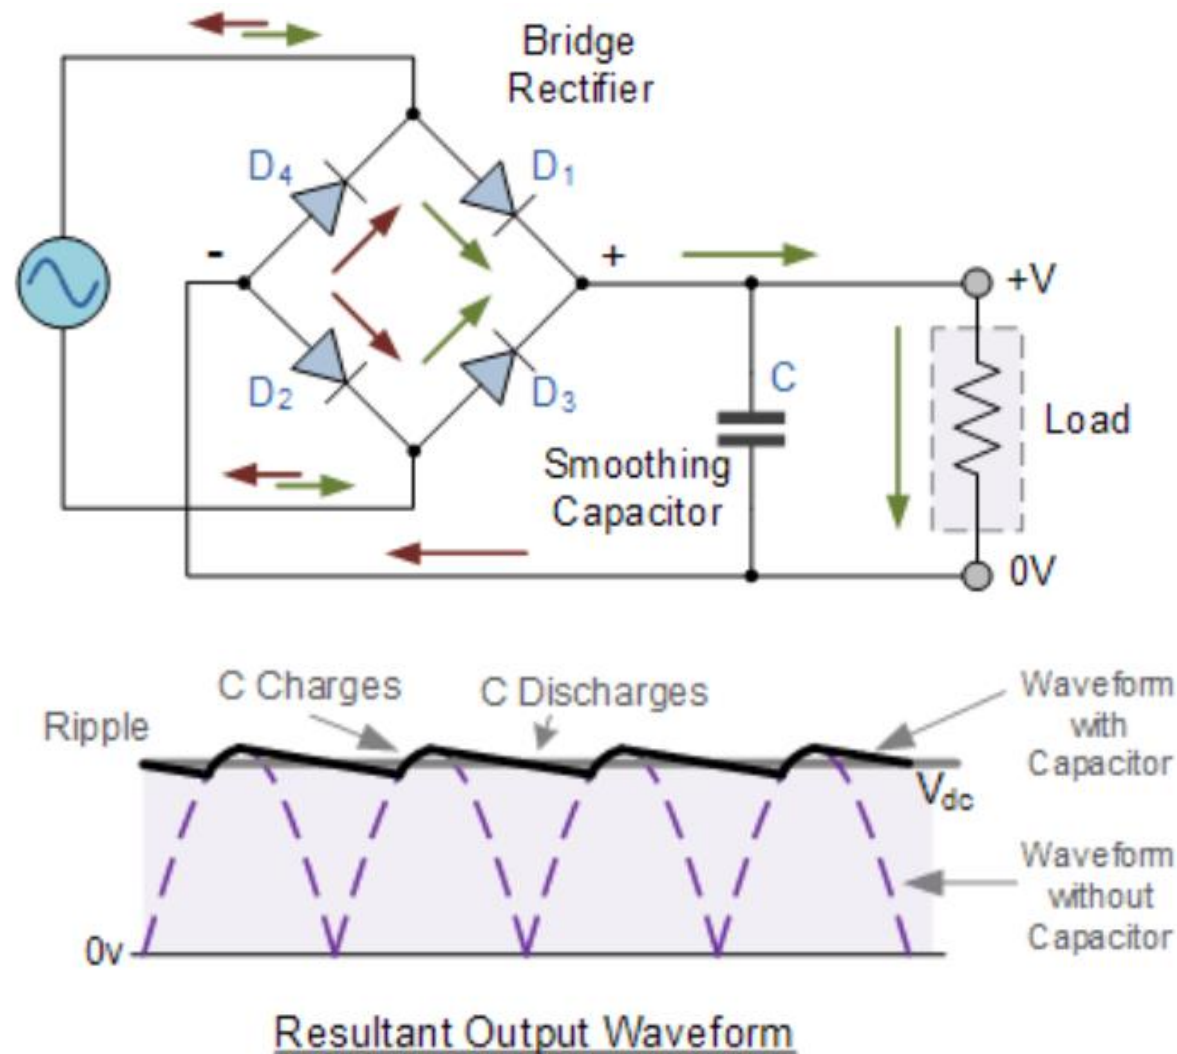 Bridge
Rectifier
D4
D1
-
+
+V
D2
D3
C
Load
Smoothing
Capacitor
0V
C Charges
C Discharges
Waveform
with
Capacitor
Ripple
Vdc
Waveform
without
Capacitor
0v
Resultant Output Waveform